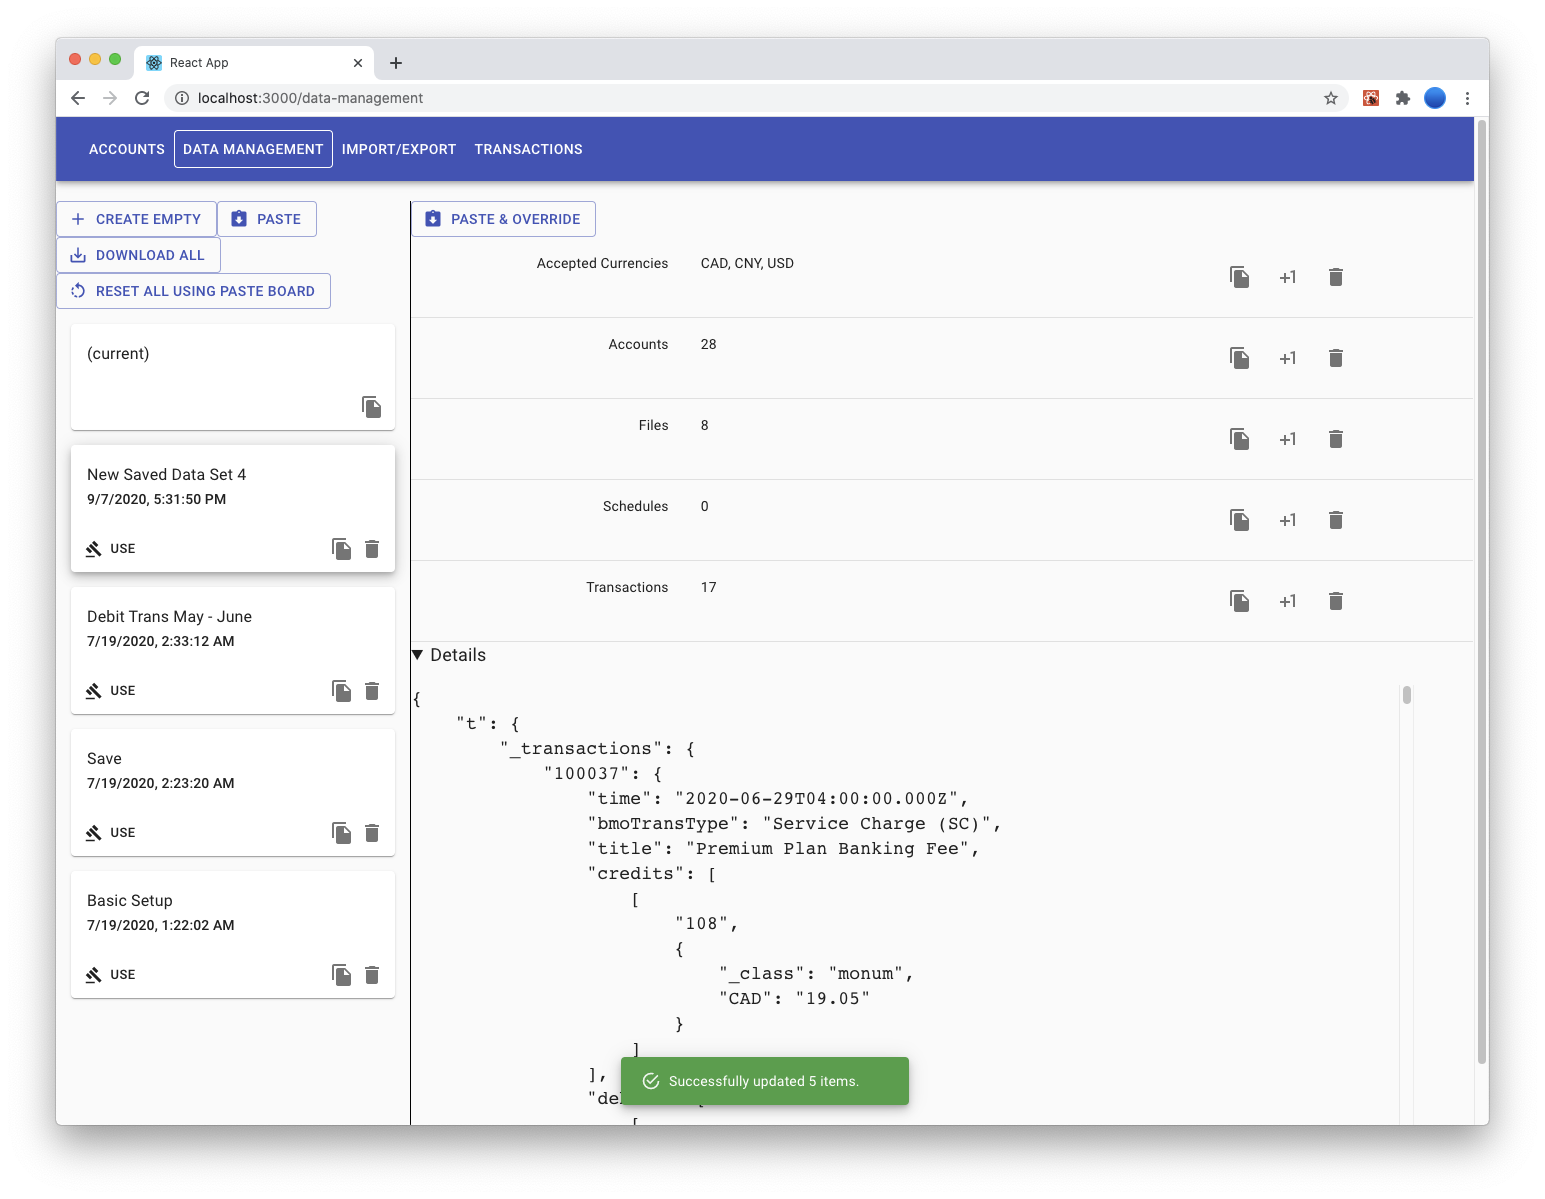 React App
localhost:3000/data-management
ACCOUNTS DATA MANAGEMENT IMPORT/EXPORT TRANSACTIONS
CREATE EMPTY PASTE
DOWNLOAD ALL
RESET ALL USING PASTE BOARD
(current)
New Saved Data Set 4
9/7/2020, 5:31:50 PM
USE
Debit Trans May - June
7/19/2020, 2:33:12 AM
USE
Save
7/19/2020, 2:23:20 AM
USE
Basic Setup
7/19/2020, 1:22:02 AM
USE
PASTE & OVERRIDE
Accepted Currencies CAD, CNY, USD +1
Accounts 28 +1
Files 8 +1
Schedules 0 +1
Transactions 17 +1
Details
{
"t": {
"_transactions": {
"100037": {
"time": "2020-06-29T04:00:00.000Z",
"bmoTransType": "Service Charge (SC)",
"title": "Premium Plan Banking Fee",
"credits": [
[
"108",
{
"_class": "monum",
"CAD": "19.05"
}
]
],
"de
[
Successfully updated 5 items.